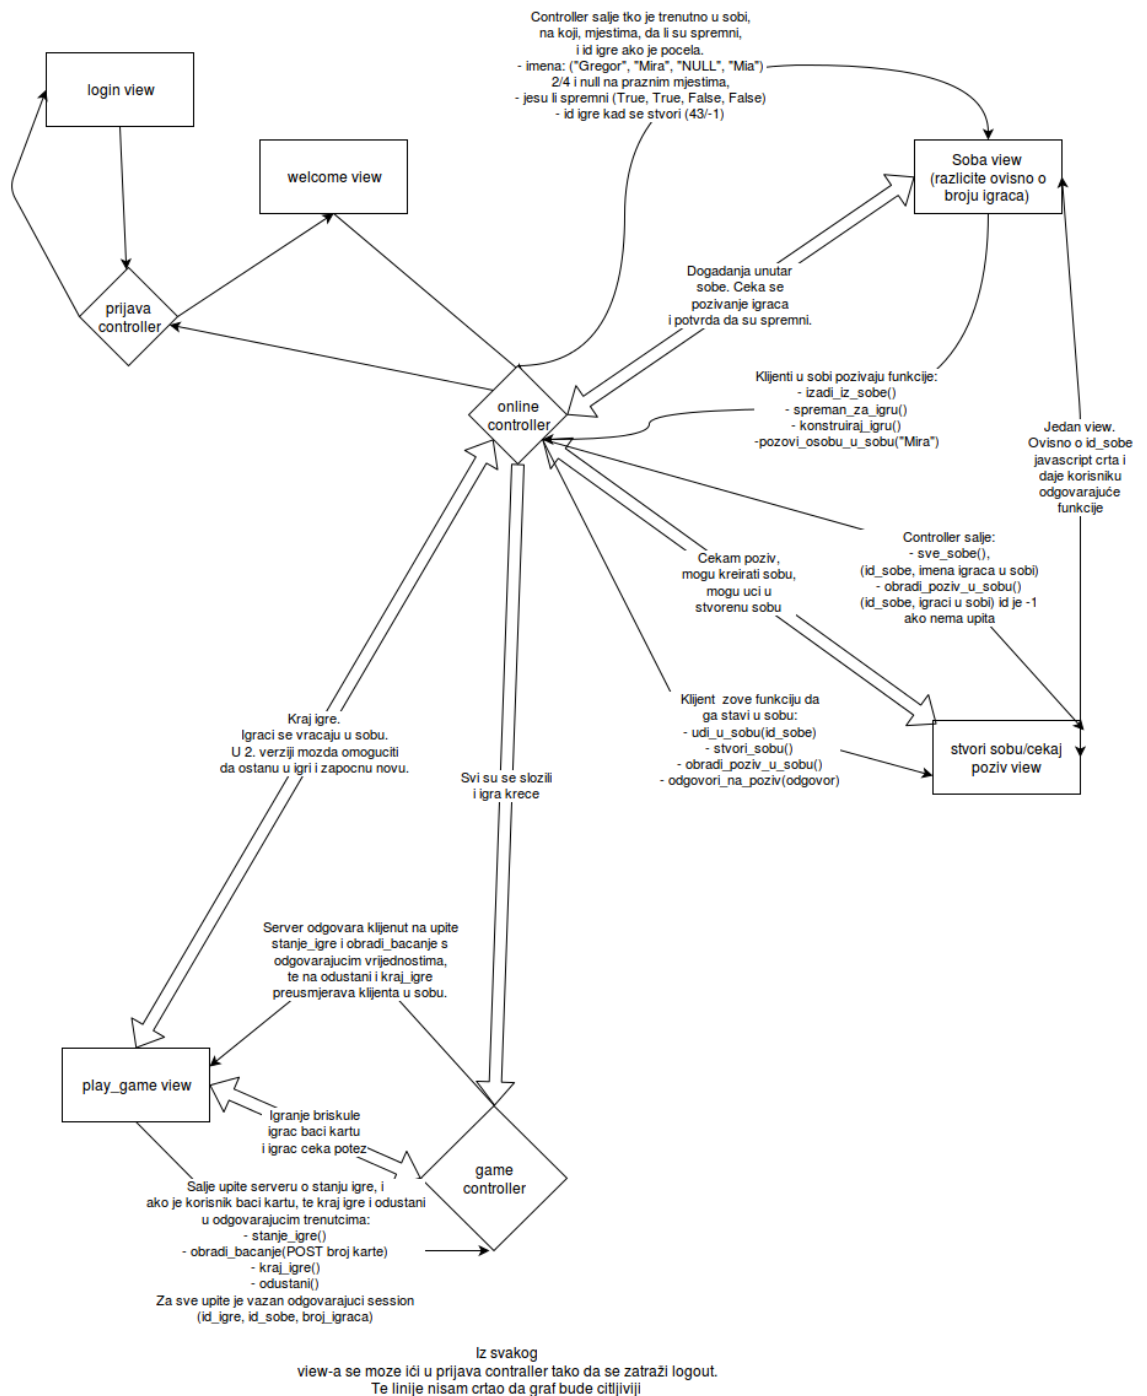 Controller salje tko je trenutno u sobi,
na koji, mjestima, da li su spremni,
i id igre ako je pocela.
- imena: ("Gregor", "Mira", "NULL", "Mia")
2/4 i null na praznim mjestima,
- jesu li spremni (True, True, False, False)
- id igre kad se stvori (43/-1)
login view
welcome view
Soba view
(razlicite ovisno o
broju igraca)
Dogadanja unutar
sobe. Ceka se
pozivanje igraca
i potvrda da su spremni.
prijava
controller
online
controller
Klijenti u sobi pozivaju funkcije:
- izadi_iz_sobe()
- spreman_za_igru()
- konstruiraj_igru()
-pozovi_osobu_u_sobu("Mira")
Jedan view.
Ovisno o id_sobe
javascript crta i
daje korisniku
odgovarajuće
funkcije
Controller salje:
- sve_sobe(),
(id_sobe, imena igraca u sobi)
- obradi_poziv_u_sobu()
(id_sobe, igraci u sobi) id je -1
ako nema upita
Cekam poziv,
mogu kreirati sobu,
mogu uci u
stvorenu sobu
Klijent  zove funkciju da
ga stavi u sobu:
- udi_u_sobu(id_sobe)
- stvori_sobu()
- obradi_poziv_u_sobu()
- odgovori_na_poziv(odgovor)
stvori sobu/cekaj
poziv view
Kraj igre.
Igraci se vracaju u sobu.
U 2. verziji mozda omoguciti
da ostanu u igri i zapocnu novu.
Svi su se slozili
i igra krece
Server odgovara klijenut na upite
stanje_igre i obradi_bacanje s
odgovarajucim vrijednostima,
te na odustani i kraj_igre
preusmjerava klijenta u sobu.
play_game view
Igranje briskule
igrac baci kartu
i igrac ceka potez
game
controller
Salje upite serveru o stanju igre, i
ako je korisnik baci kartu, te kraj igre i odustani
u odgovarajucim trenutcima:
- stanje_igre()
- obradi_bacanje(POST broj karte)
- kraj_igre()
- odustani()
Za sve upite je vazan odgovarajuci session
(id_igre, id_sobe, broj_igraca)
Iz svakog
view-a se moze ići u prijava controller tako da se zatraži logout.
Te linije nisam crtao da graf bude citljiviji